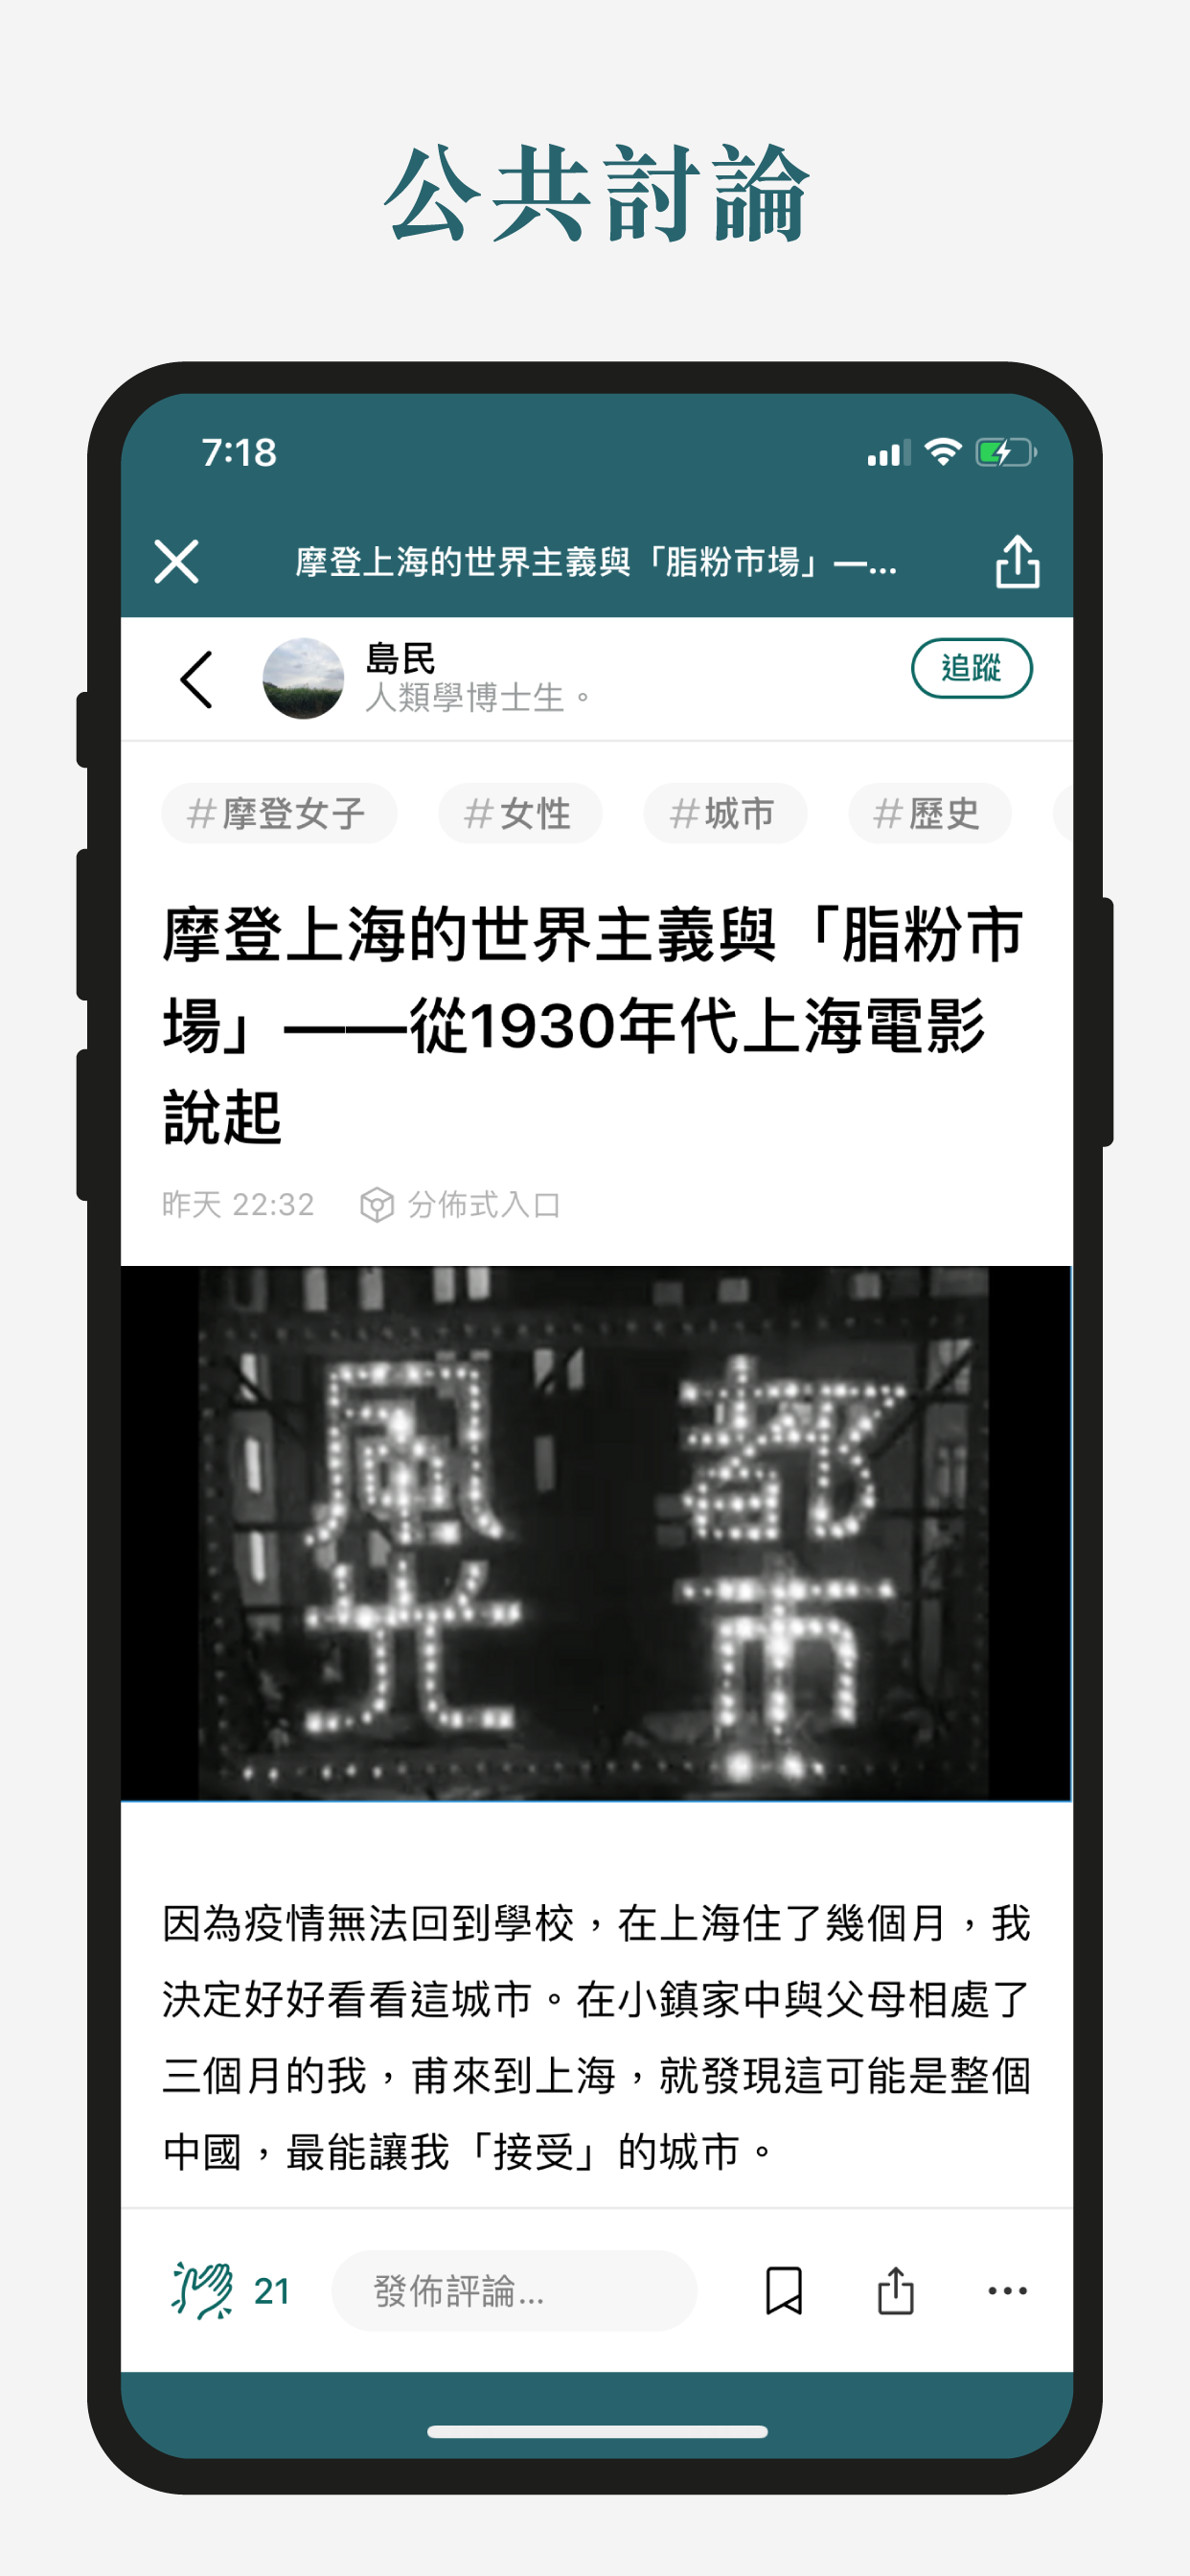 公共討論
7:18
摩登上海的世界主義與「脂粉市場」—...
島民
人類學博士生。
追蹤
#摩登女子 #女性 #城市 #歷史
摩登上海的世界主義與「脂粉市
場」——從1930年代上海電影
說起
昨天 22:32 分佈式入口
都市
風光
因為疫情無法回到學校，在上海住了幾個月，我
決定好好看看這城市。在小鎮家中與父母相處了
三個月的我，甫來到上海，就發現這可能是整個
中國，最能讓我「接受」的城市。
21 發佈評論...